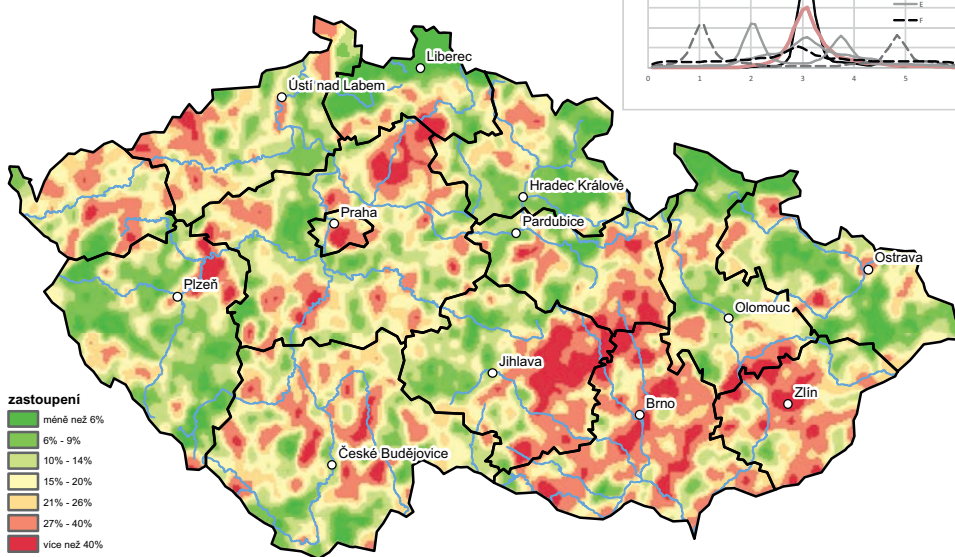 E
F
0 1 2 3 4 5
Liberec
Ústí nad Labem
Hradec Králové
Praha
Pardubice
Ostrava
Plzeň
Olomouc
Jihlava
Zlín
Brno
České Budějovice
zastoupení
méně než 6%
6% - 9%
10% - 14%
15% - 20%
21% - 26%
27% - 40%
více než 40%